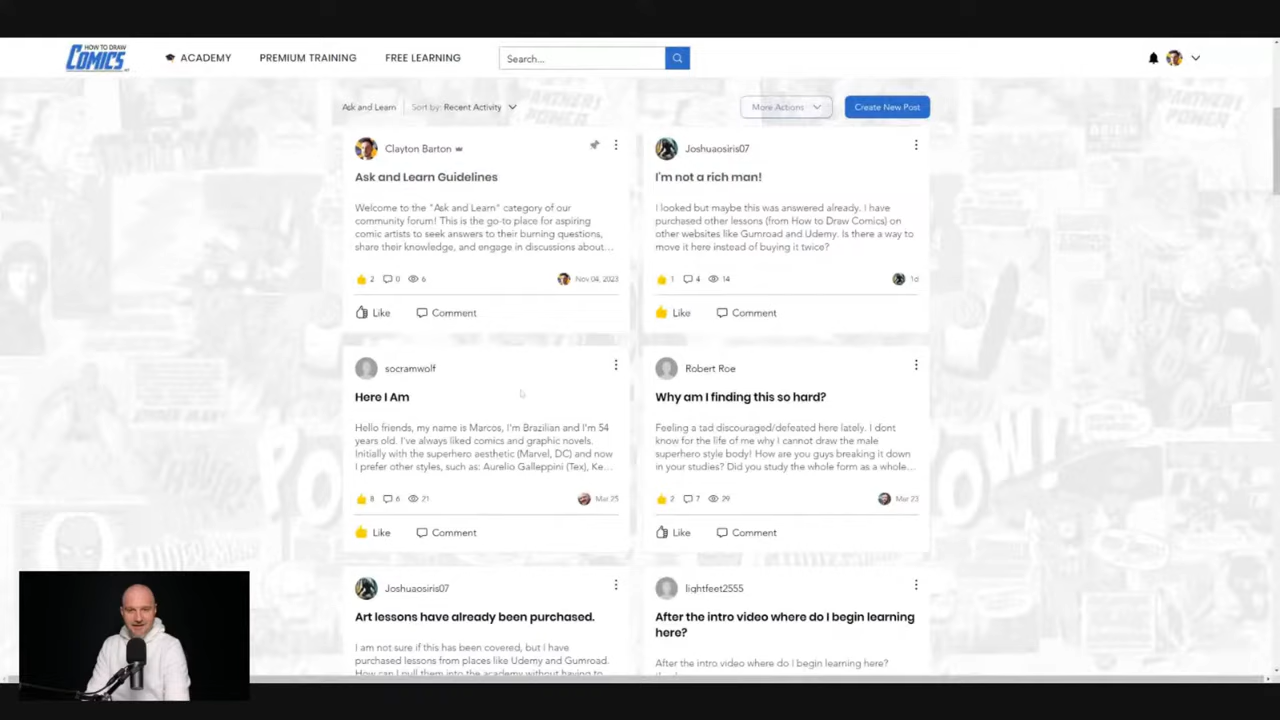 HOW TO DRAW
COMICS
ACADEMY
PREMIUM TRAINING
FREE LEARNING
Search...
Ask and Learn
Sort by: Recent Activity
More Actions
Create New Post
Clayton Barton
Ask and Learn Guidelines
Welcome to the "Ask and Learn" category of our
community forum! This is the go-to place for aspiring
comic artists to seek answers to their burning questions,
share their knowledge, and engage in discussions about...
2
0
6
Nov 04, 2023
Like
Comment
Joshuaosiris07
I'm not a rich man!
I looked but maybe this was answered already. I have
purchased other lessons (from How to Draw Comics) on
other websites like Gumroad and Udemy. Is there a way to
move it here instead of buying it twice?
1
4
14
1d
Like
Comment
socramwolf
Here I Am
Hello friends, my name is Marcos, I'm Brazilian and I'm 54
years old. I've always liked comics and graphic novels.
Initially with the superhero aesthetic (Marvel, DC) and now
I prefer other styles, such as: Aurelio Galleppini (Tex), Ke...
8
6
21
Mar 25
Like
Comment
Robert Roe
Why am I finding this so hard?
Feeling a tad discouraged/defeated here lately. I dont
know for the life of me why I cannot draw the male
superhero style body! How are you guys breaking it down
in your studies? Did you study the whole form as a whole...
2
7
29
Mar 23
Like
Comment
Joshuaosiris07
Art lessons have already been purchased.
I am not sure if this has been covered, but I have
purchased lessons from places like Udemy and Gumroad.
How can I pull them into the academy without having to
lightfeet2555
After the intro video where do I begin learning
here?
After the intro video where do I begin learning here?